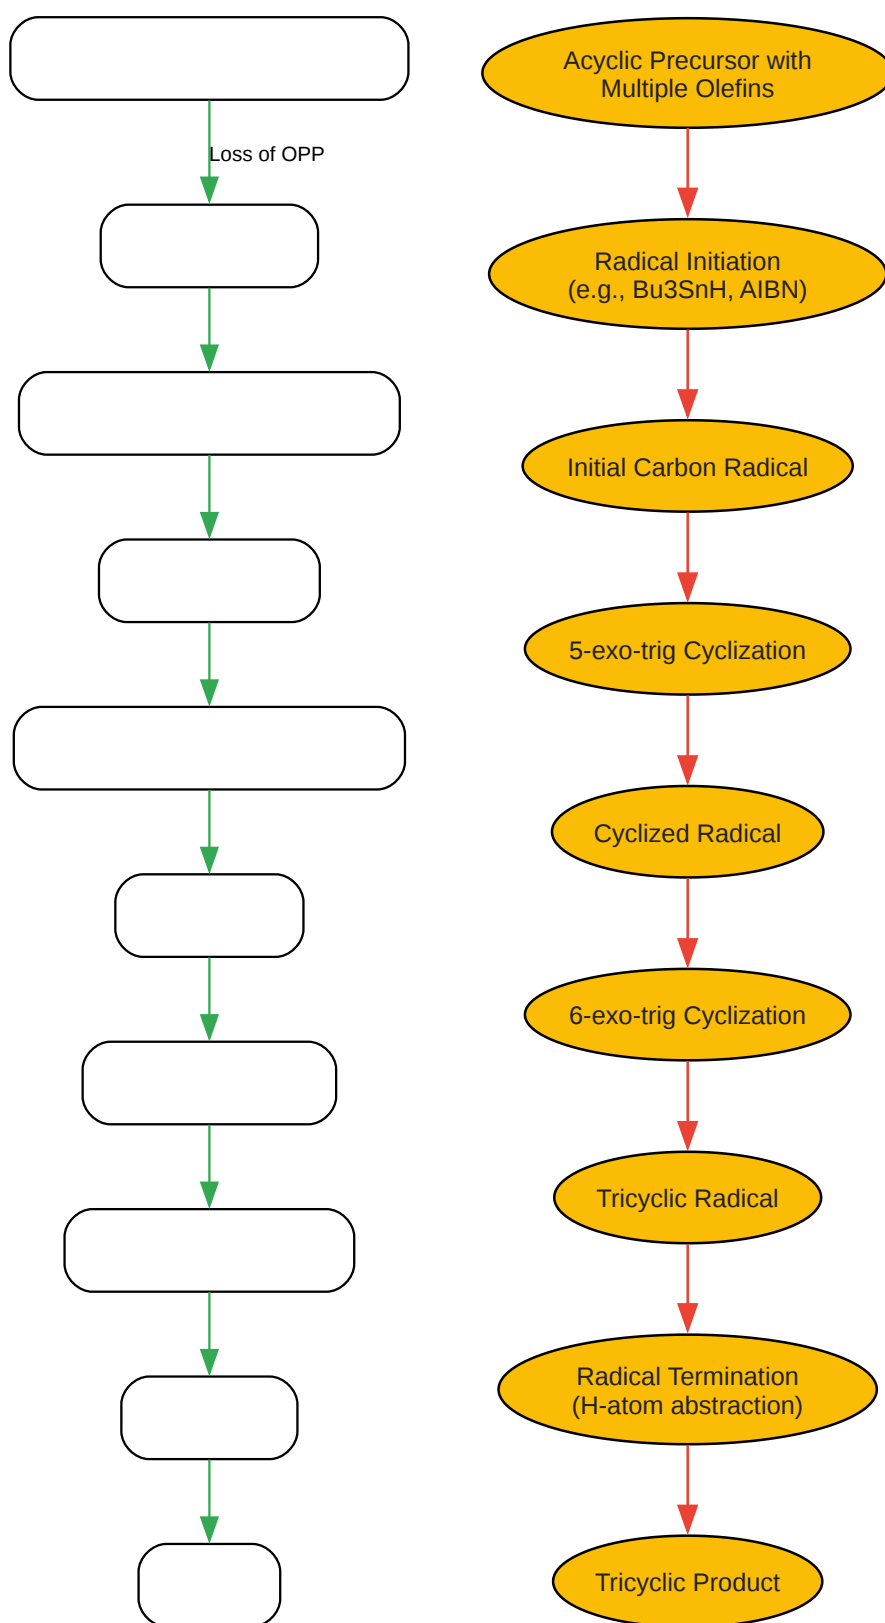 Loss of OPP
Acyclic Precursor with
Multiple Olefins
Radical Initiation
(e.g., Bu3SnH, AIBN)
Initial Carbon Radical
5-exo-trig Cyclization
Cyclized Radical
6-exo-trig Cyclization
Tricyclic Radical
Radical Termination
(H-atom abstraction)
Tricyclic Product